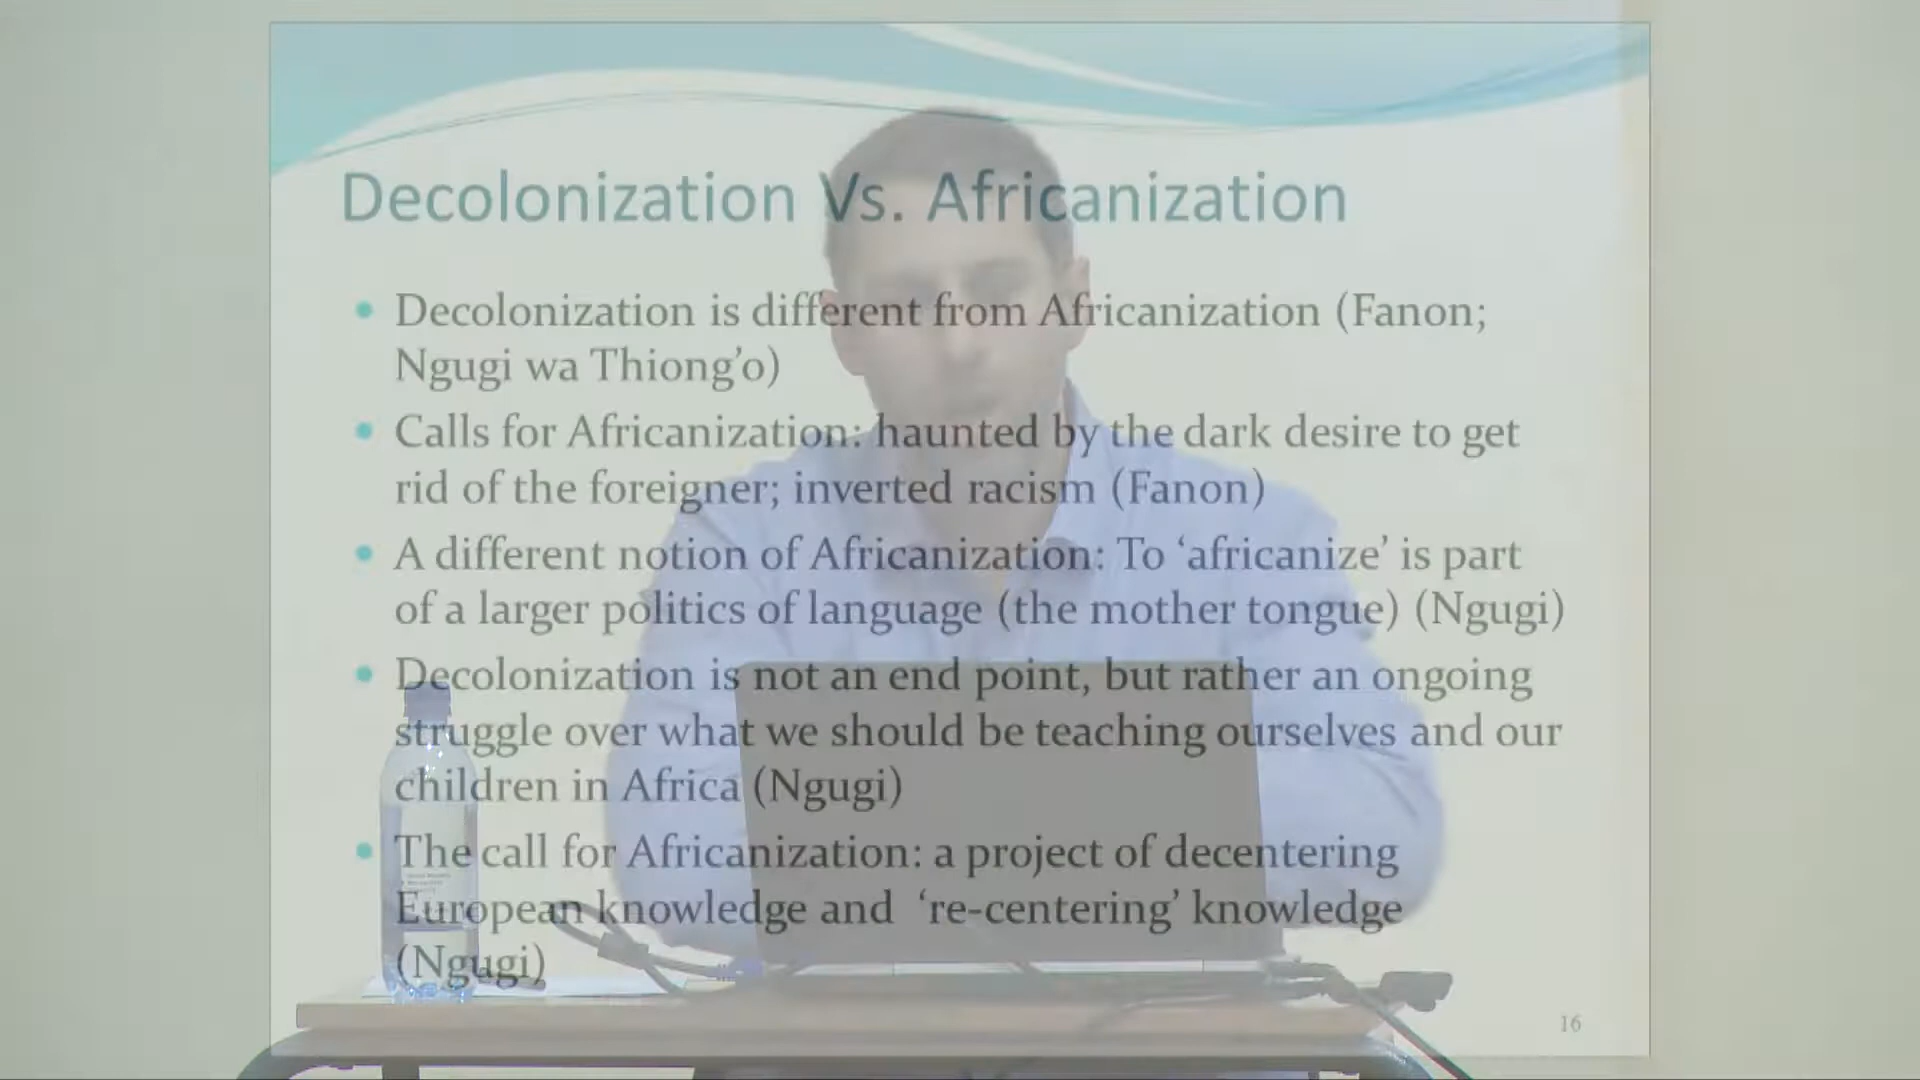 Decolonization Vs. Africanization
• Decolonization is different from Africanization (Fanon;
Ngugi wa Thiong’o)
• Calls for Africanization: haunted by the dark desire to get
rid of the foreigner; inverted racism (Fanon)
• A different notion of Africanization: To ‘africanize’ is part
of a larger politics of language (the mother tongue) (Ngugi)
• Decolonization is not an end point, but rather an ongoing
struggle over what we should be teaching ourselves and our
children in Africa (Ngugi)
• The call for Africanization: a project of decentering
European knowledge and ‘re-centering’ knowledge
(Ngugi)
16